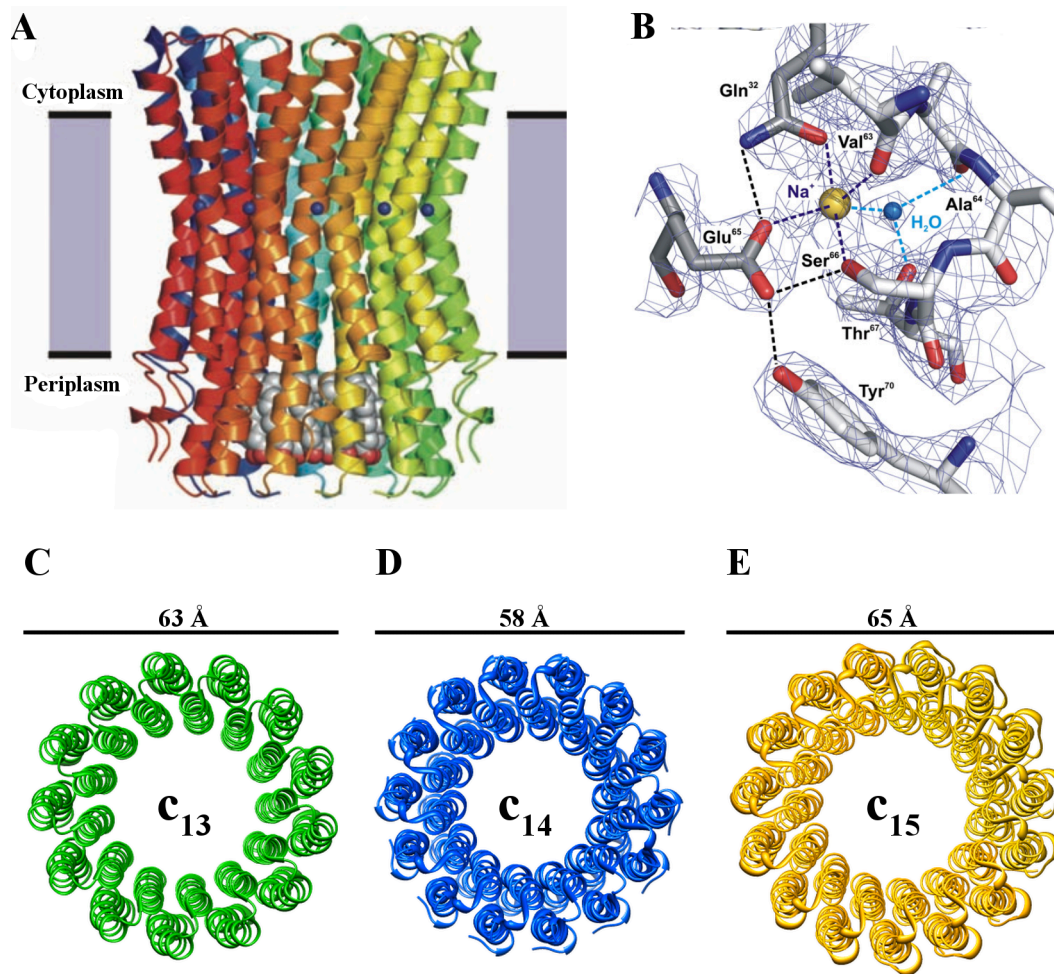 A
Cytoplasm
Periplasm
B
Gln32
Val63
Na+
Ala64
H2O
Glu65
Ser66
Thr67
Tyr70
C
63 Å
c13
D
58 Å
c14
E
65 Å
c15